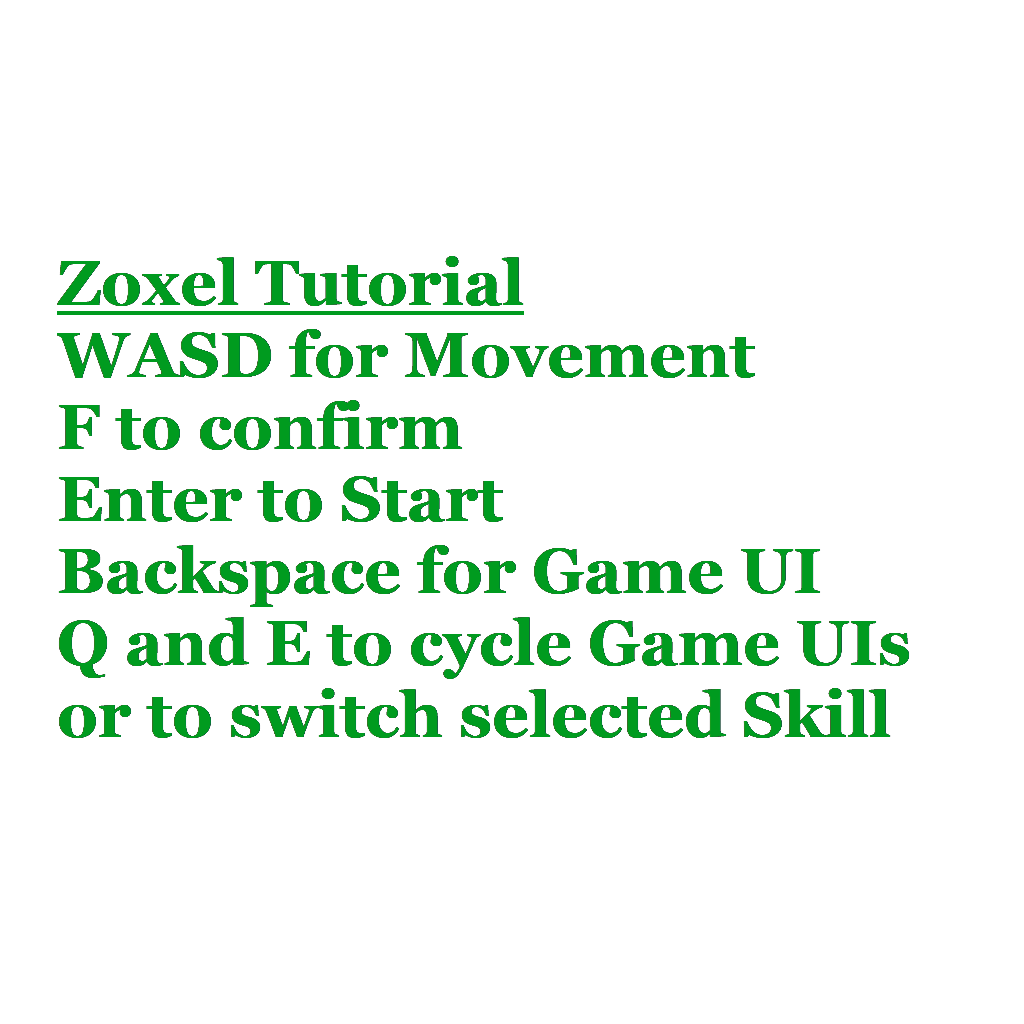 Zoxel Tutorial
WASD for Movement
F to confirm
Enter to Start
Backspace for Game UI
Q and E to cycle Game UIs
or to switch selected Skill